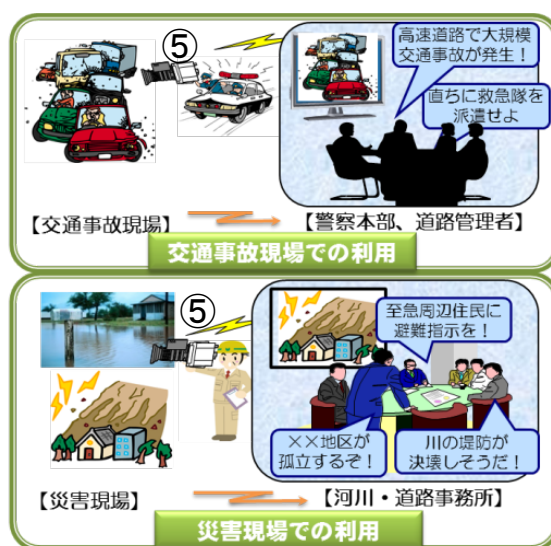 ⑤
高速道路で大規模
交通事故が発生！
直ちに救急隊を
派遣せよ
【交通事故現場】
【警察本部、道路管理者】
交通事故現場での利用
⑤
至急周辺住民に
避難指示を！
××地区が
孤立するぞ！
川の堤防が
決壊しそうだ！
【災害現場】
【河川・道路事務所】
災害現場での利用